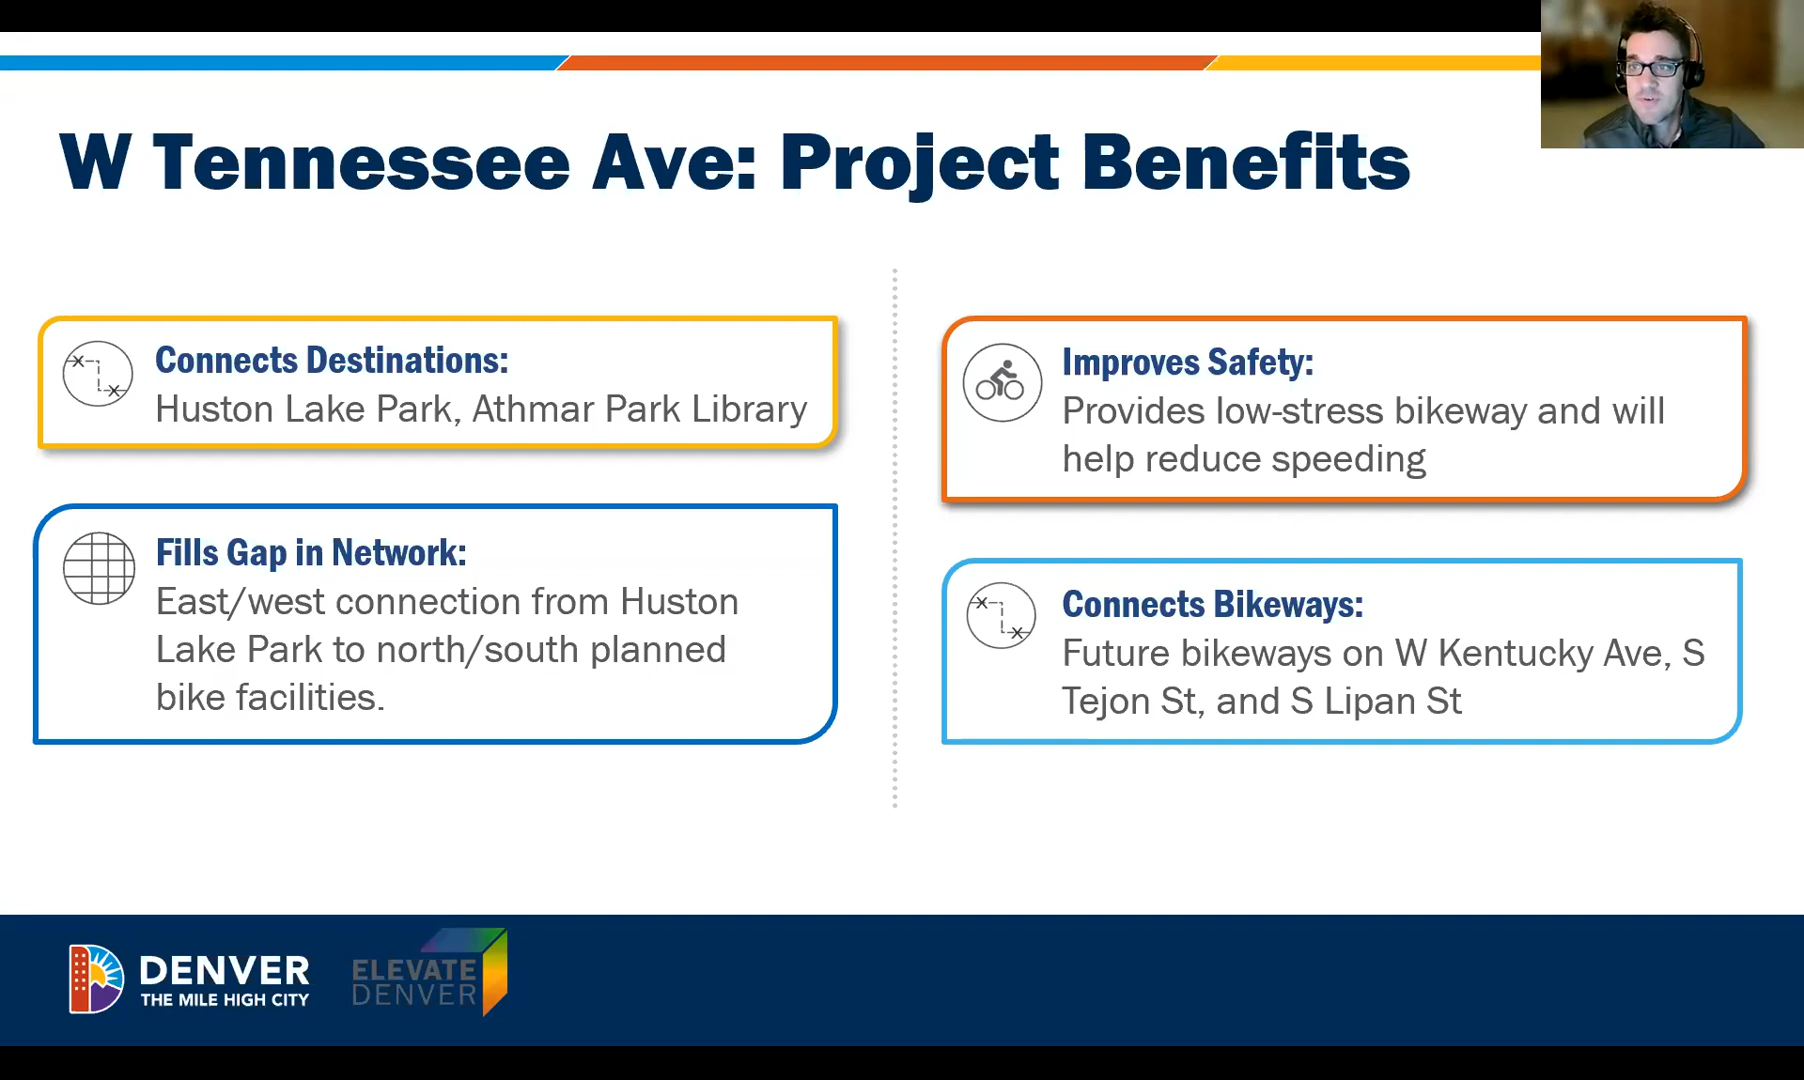 W Tennessee Ave: Project Benefits
Connects Destinations:
Huston Lake Park, Athmar Park Library
Fills Gap in Network:
East/west connection from Huston
Lake Park to north/south planned
bike facilities.
Improves Safety:
Provides low-stress bikeway and will
help reduce speeding
Connects Bikeways:
Future bikeways on W Kentucky Ave, S
Tejon St, and S Lipan St
DENVER
THE MILE HIGH CITY
ELEVATE
DENVER